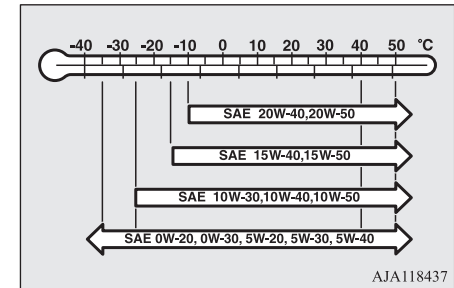 -40 -30 -20 -10 0 10 20 30 40 50 °C
SAE 20W-40,20W-50
SAE 15W-40,15W-50
SAE 10W-30,10W-40,10W-50
SAE 0W-20, 0W-30, 5W-20, 5W-30, 5W-40
AJA118437